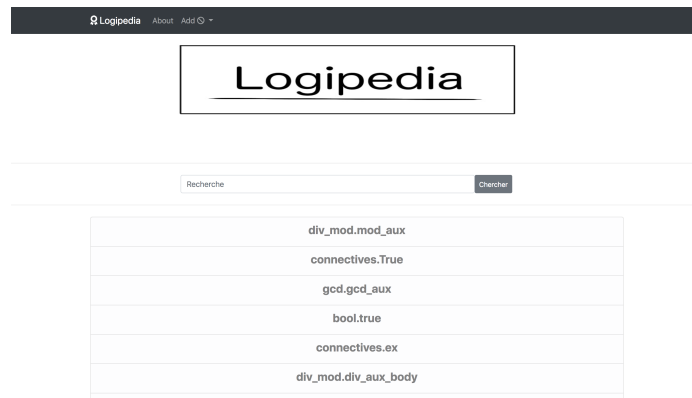 Logipedia About Add
Logipedia
Recherche Chercher
div_mod.mod_aux
connectives.True
gcd.gcd_aux
bool.true
connectives.ex
div_mod.div_aux_body